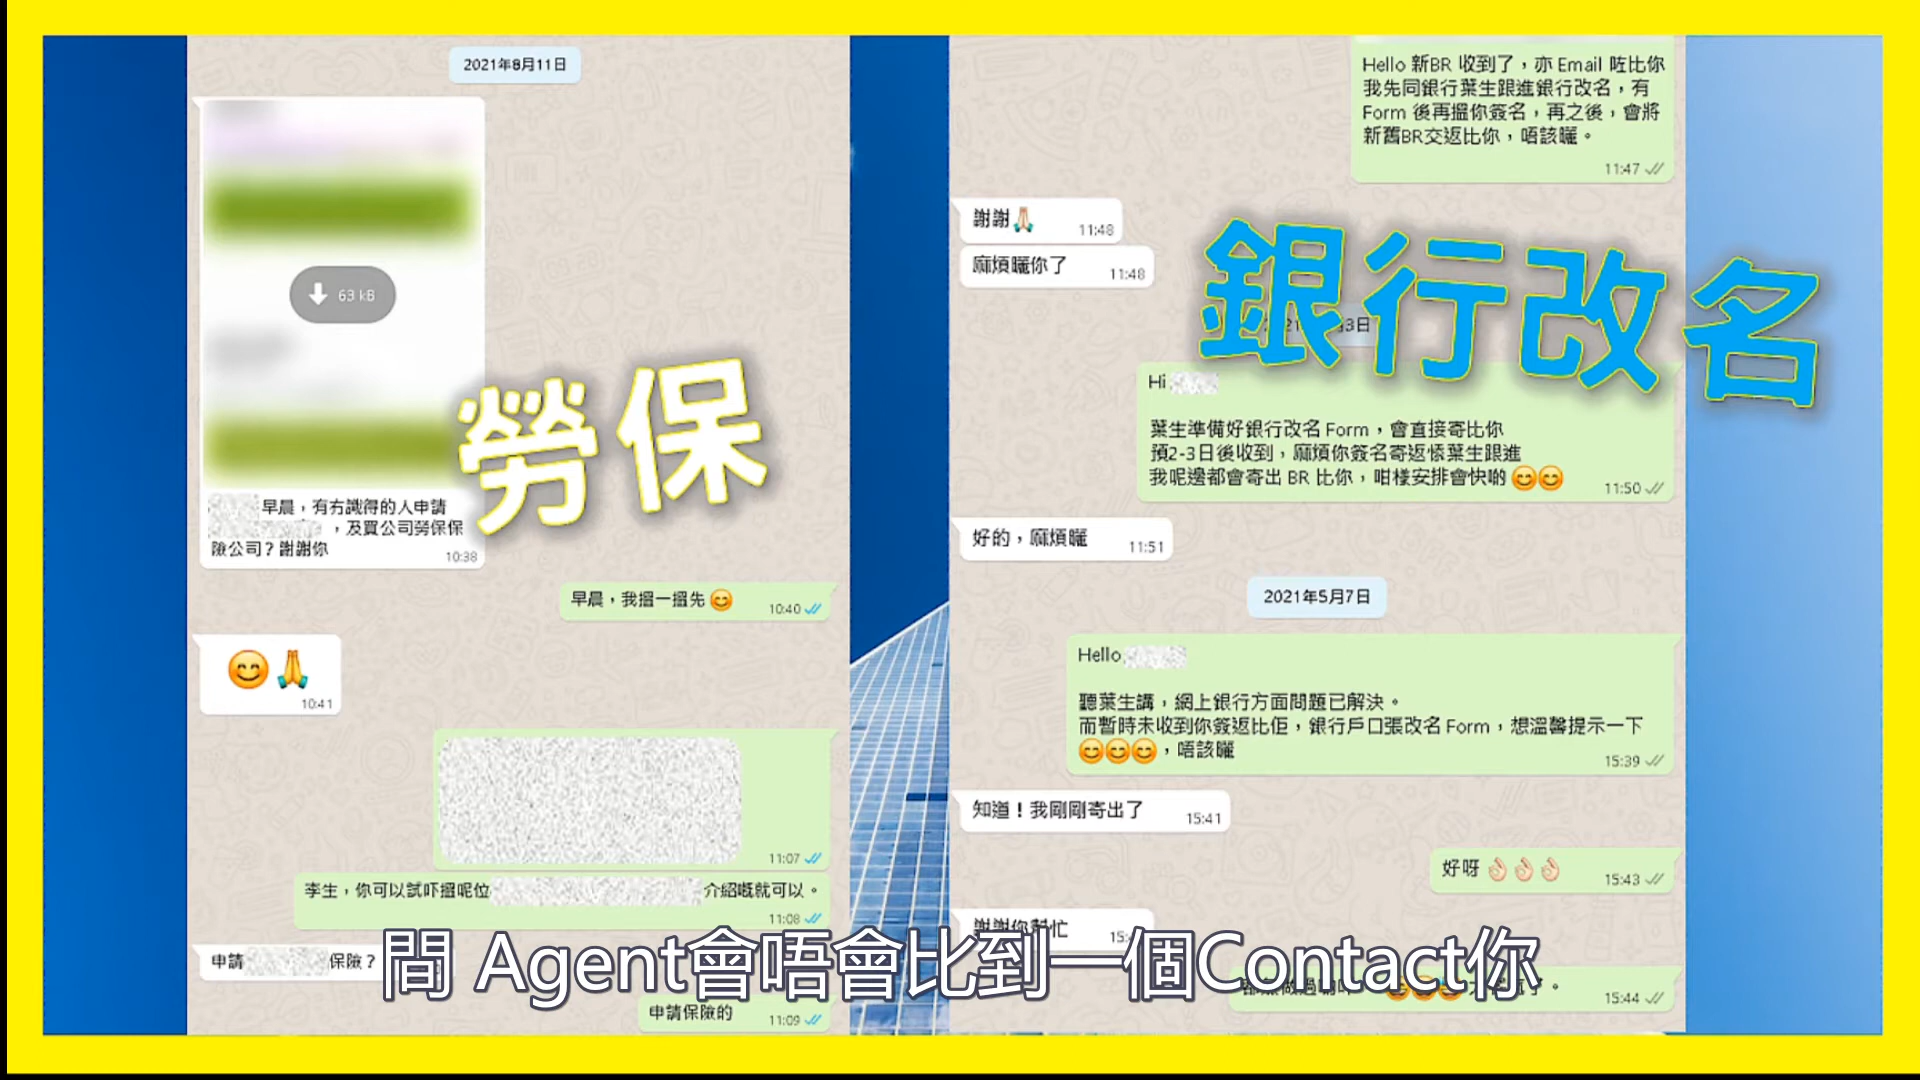 2021年8月11日
63 kB
早晨，有冇識得的人申請
，及買公司勞保保
險公司？謝謝你
10:38
勞保
早晨，我搵一搵先😊
10:40
😊🙏
10:41
11:07
李生，你可以試吓搵呢位
介紹嘅就可以。
11:08
申請
保險？
申請保險的
11:09
Hello 新BR 收到了，亦 Email 咗比你
我先同銀行葉生跟進銀行改名，有
Form 後再搵你簽名，再之後，會將
新舊BR交返比你，唔該曬。
11:47
謝謝🙏
11:48
麻煩曬你了
11:48
銀行改名
3日
Hi
葉生準備好銀行改名 Form，會直接寄比你
預2-3日後收到，麻煩你簽名寄返俾葉生跟進
我呢邊都會寄出 BR 比你，咁樣安排會快啲😊😊
11:50
好的，麻煩曬
11:51
2021年5月7日
Hello
聽葉生講，網上銀行方面問題已解決。
而暫時未收到你簽返比佢，銀行戶口張改名 Form，想溫馨提示一下
😊😊😊，唔該曬
15:39
知道！我剛剛寄出了
15:41
好呀👌👌👌
15:43
謝謝你幫忙
15:44
問 Agent會唔會比到一個Contact你